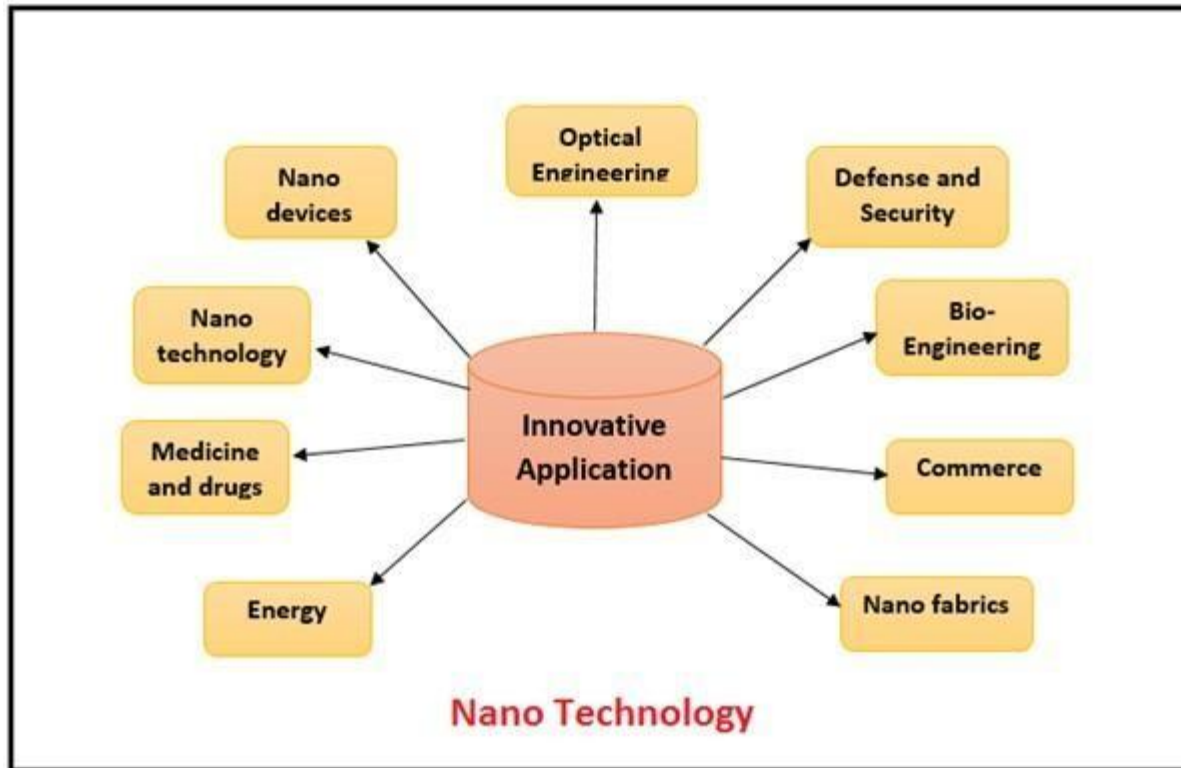 Optical
Engineering
Nano
devices
Defense and
Security
Nano
technology
Bio-
Engineering
Innovative
Application
Medicine
and drugs
Commerce
Energy
Nano fabrics
Nano Technology